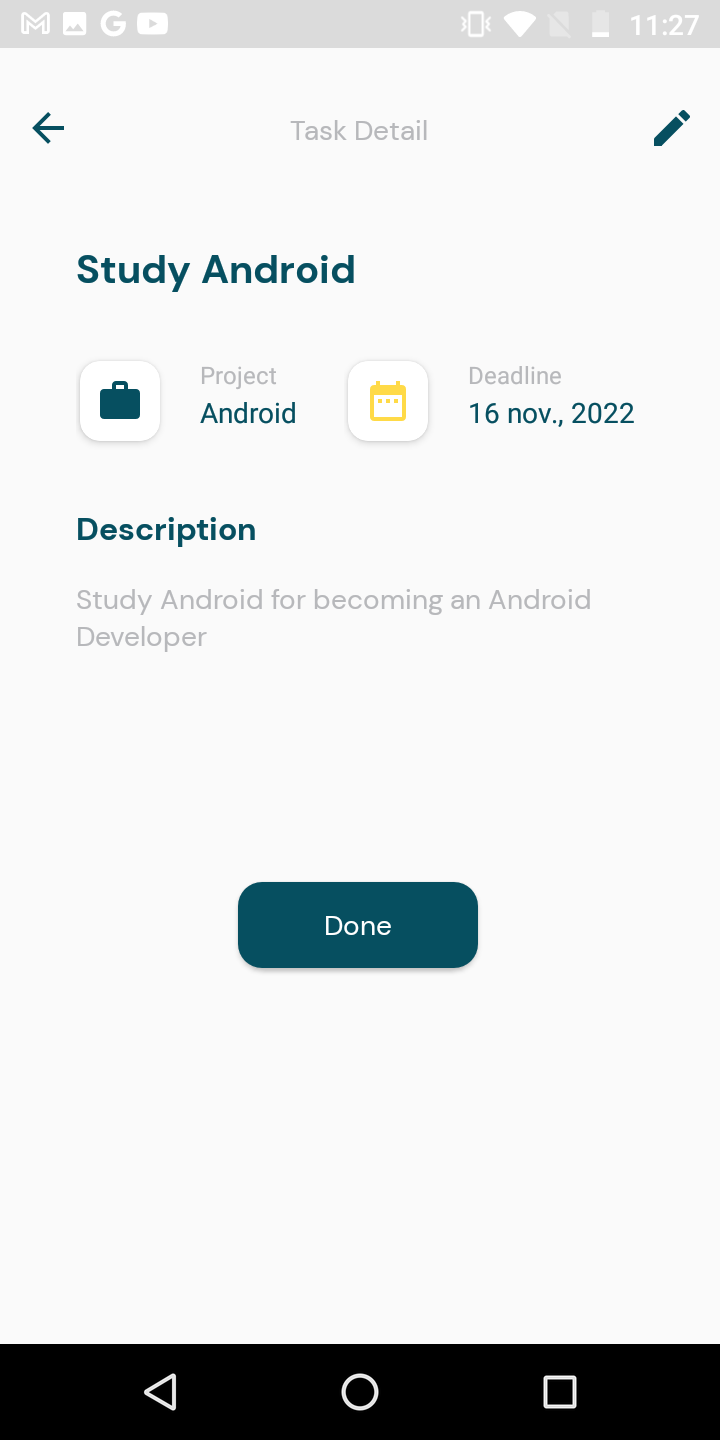 11:27
Task Detail
Study Android
Project
Android
Deadline
16 nov., 2022
Description
Study Android for becoming an Android
Developer
Done